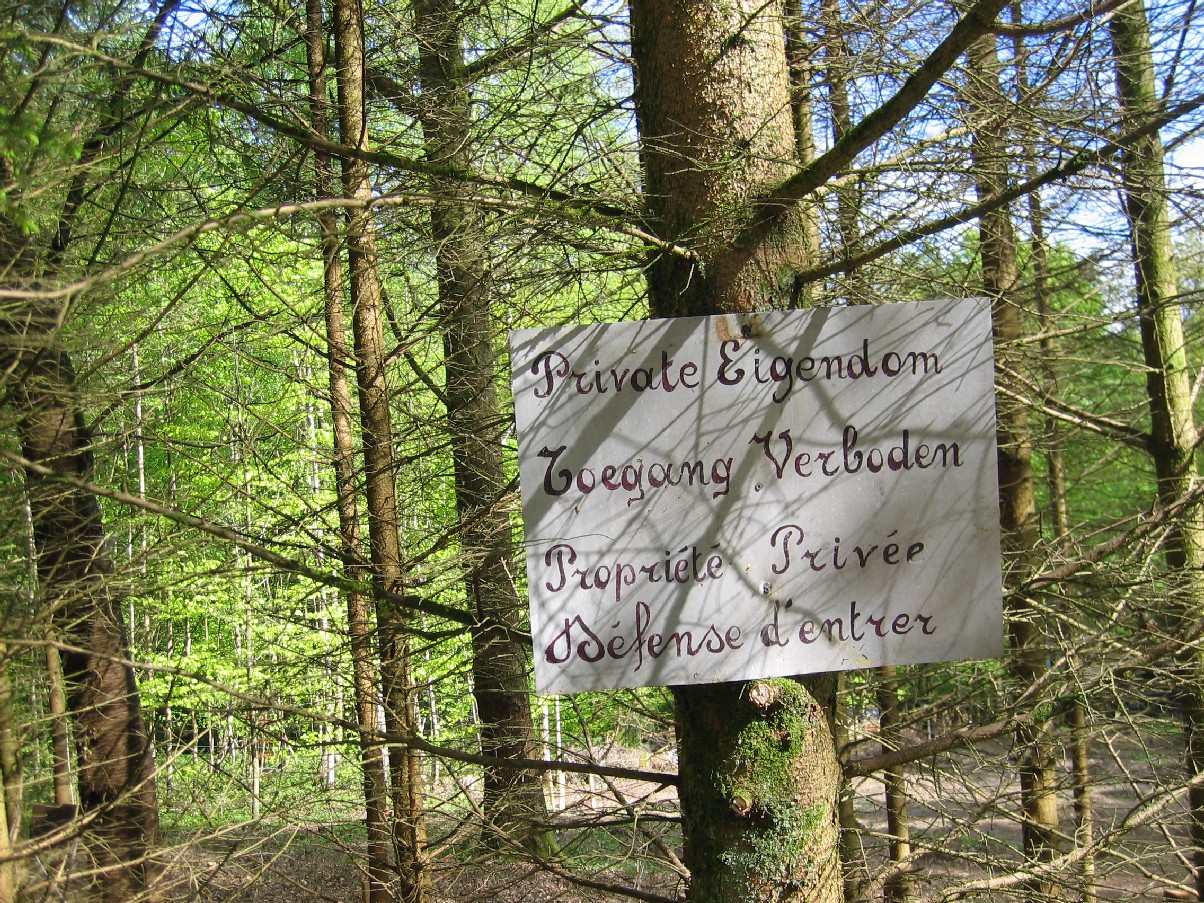 Private Eigendom
Toegang Verboden
Propriété Privée
Défense d'entrer